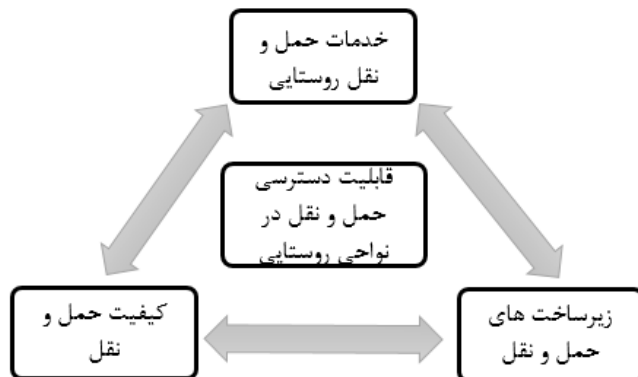 خدمات حمل و
نقل روستایی
قابلیت دسترسی
حمل و نقل در
نواحی روستایی
زیرساخت های
حمل و نقل
کیفیت حمل و
نقل